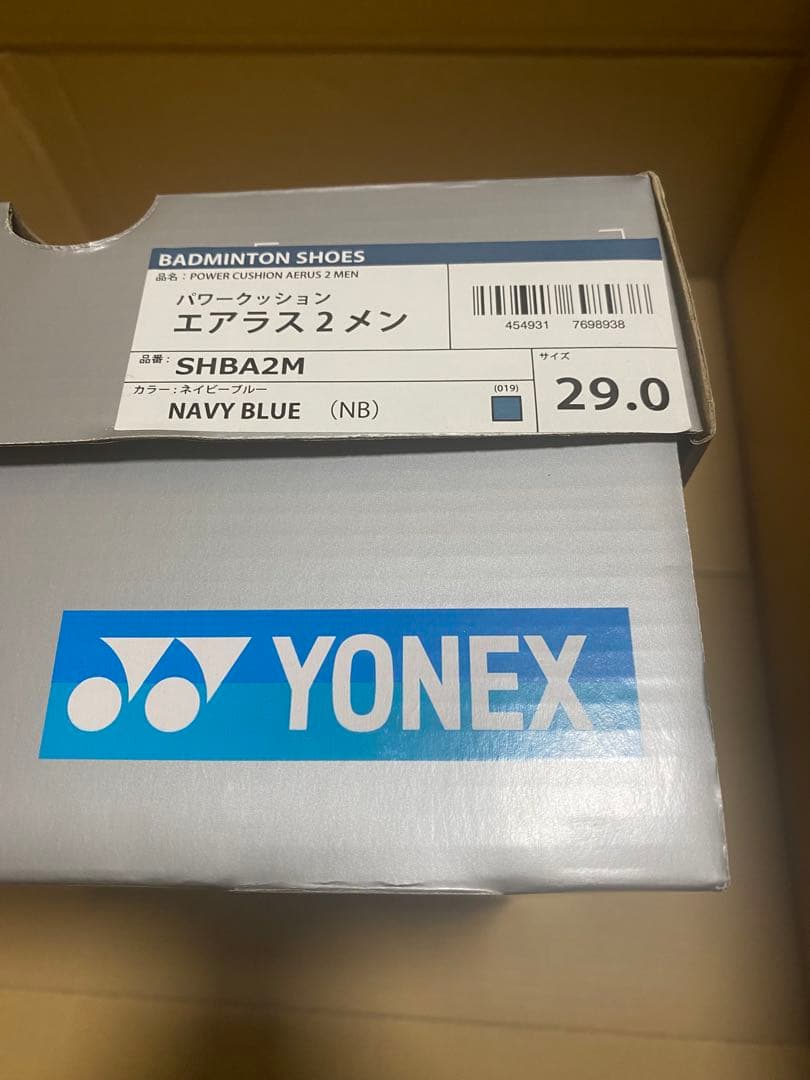 BADMINTON SHOES
品名：POWER CUSHION AERUS 2 MEN
パワークッション
エアラス2メン
454931 7698938
品番：SHBA2M
カラー：ネイビーブルー
NAVY BLUE （NB）
(019)
サイズ
29.0
YONEX